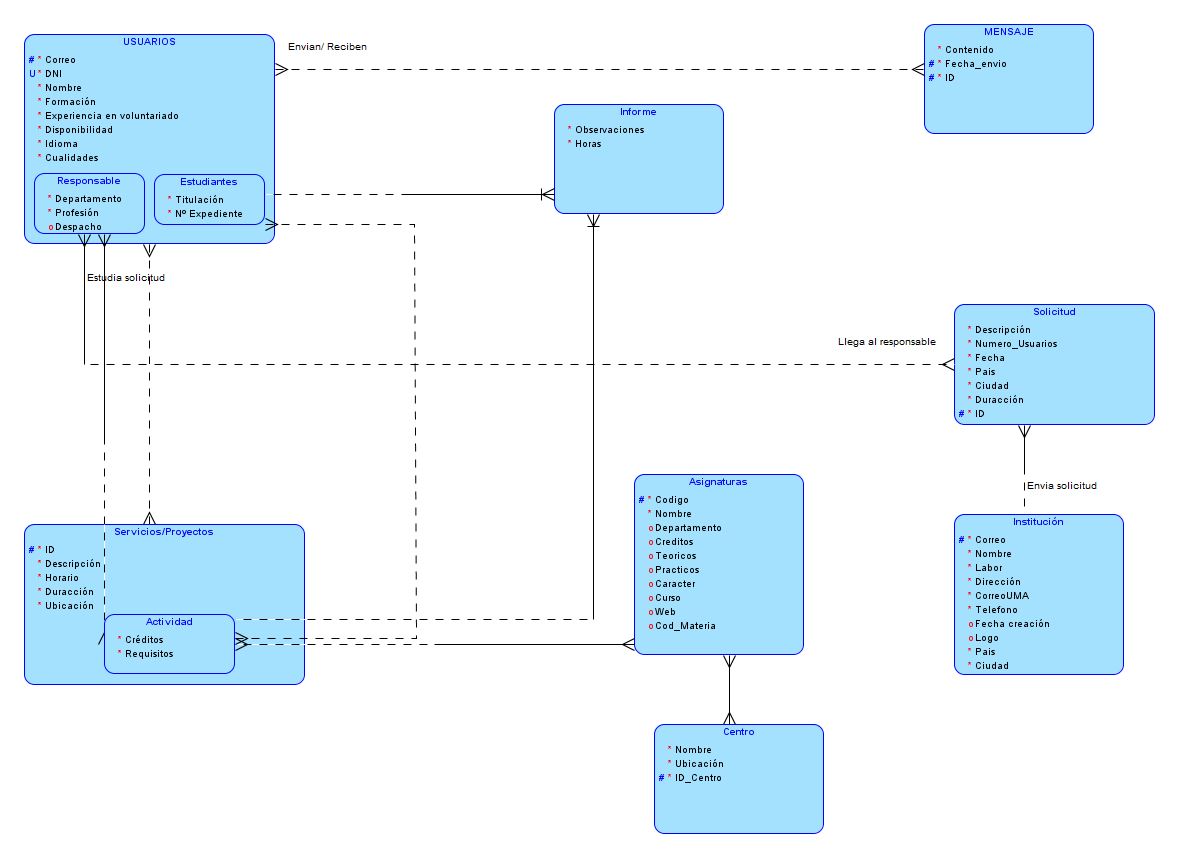 USUARIOS
# * Correo
U * DNI
* Nombre
* Formación
* Experiencia en voluntariado
* Disponibilidad
* Idioma
* Cualidades
Responsable
* Departamento
* Profesión
o Despacho
Estudiantes
* Titulación
* Nº Expediente
Envian/ Reciben
MENSAJE
* Contenido
# * Fecha_envio
# * ID
Informe
* Observaciones
* Horas
Estudia solicitud
Llega al responsable
Solicitud
* Descripción
* Numero_Usuarios
* Fecha
* Pais
* Ciudad
* Duracción
# * ID
Envia solicitud
Servicios/Proyectos
# * ID
* Descripción
* Horario
* Duracción
* Ubicación
Actividad
* Créditos
* Requisitos
Asignaturas
# * Codigo
* Nombre
o Departamento
o Creditos
o Teoricos
o Practicos
o Caracter
o Curso
o Web
o Cod_Materia
Institución
# * Correo
* Nombre
* Labor
* Dirección
* CorreoUMA
* Telefono
o Fecha creación
o Logo
* Pais
* Ciudad
Centro
* Nombre
* Ubicación
# * ID_Centro